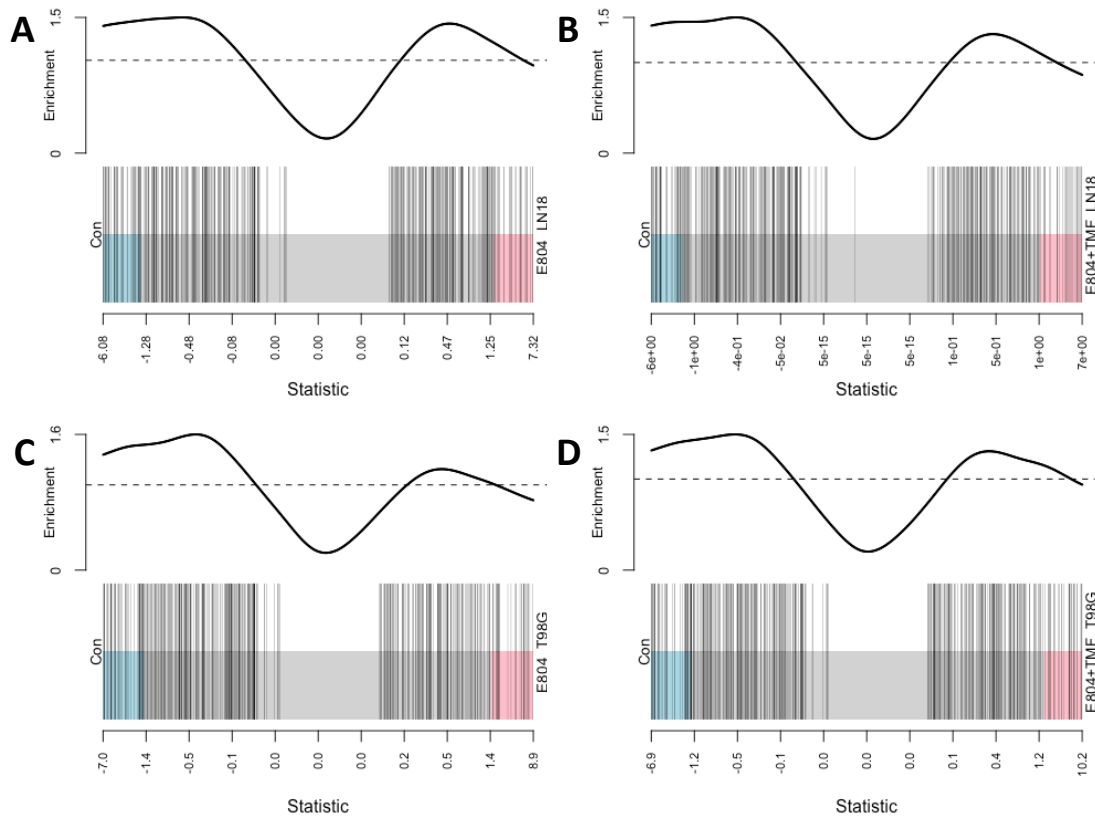 A
B
1.5
0
Enrichment
Con
E804 LN18
-6.08
-1.28
-0.48
-0.08
0.00
0.00
0.00
0.12
0.47
1.25
7.32
Statistic
1.5
0
Enrichment
Con
E804+TMF LN18
-6e+00
-1e+00
-4e-01
-5e-02
5e-15
5e-15
5e-15
1e-01
5e-01
1e+00
7e+00
Statistic
C
D
1.6
0
Enrichment
Con
E804 T98G
-7.0
-1.4
-0.5
-0.1
0.0
0.0
0.0
0.2
0.5
1.4
8.9
Statistic
1.5
0
Enrichment
Con
E804+TMF T98G
-6.9
-1.2
-0.5
-0.1
0.0
0.0
0.0
0.1
0.4
1.2
10.2
Statistic